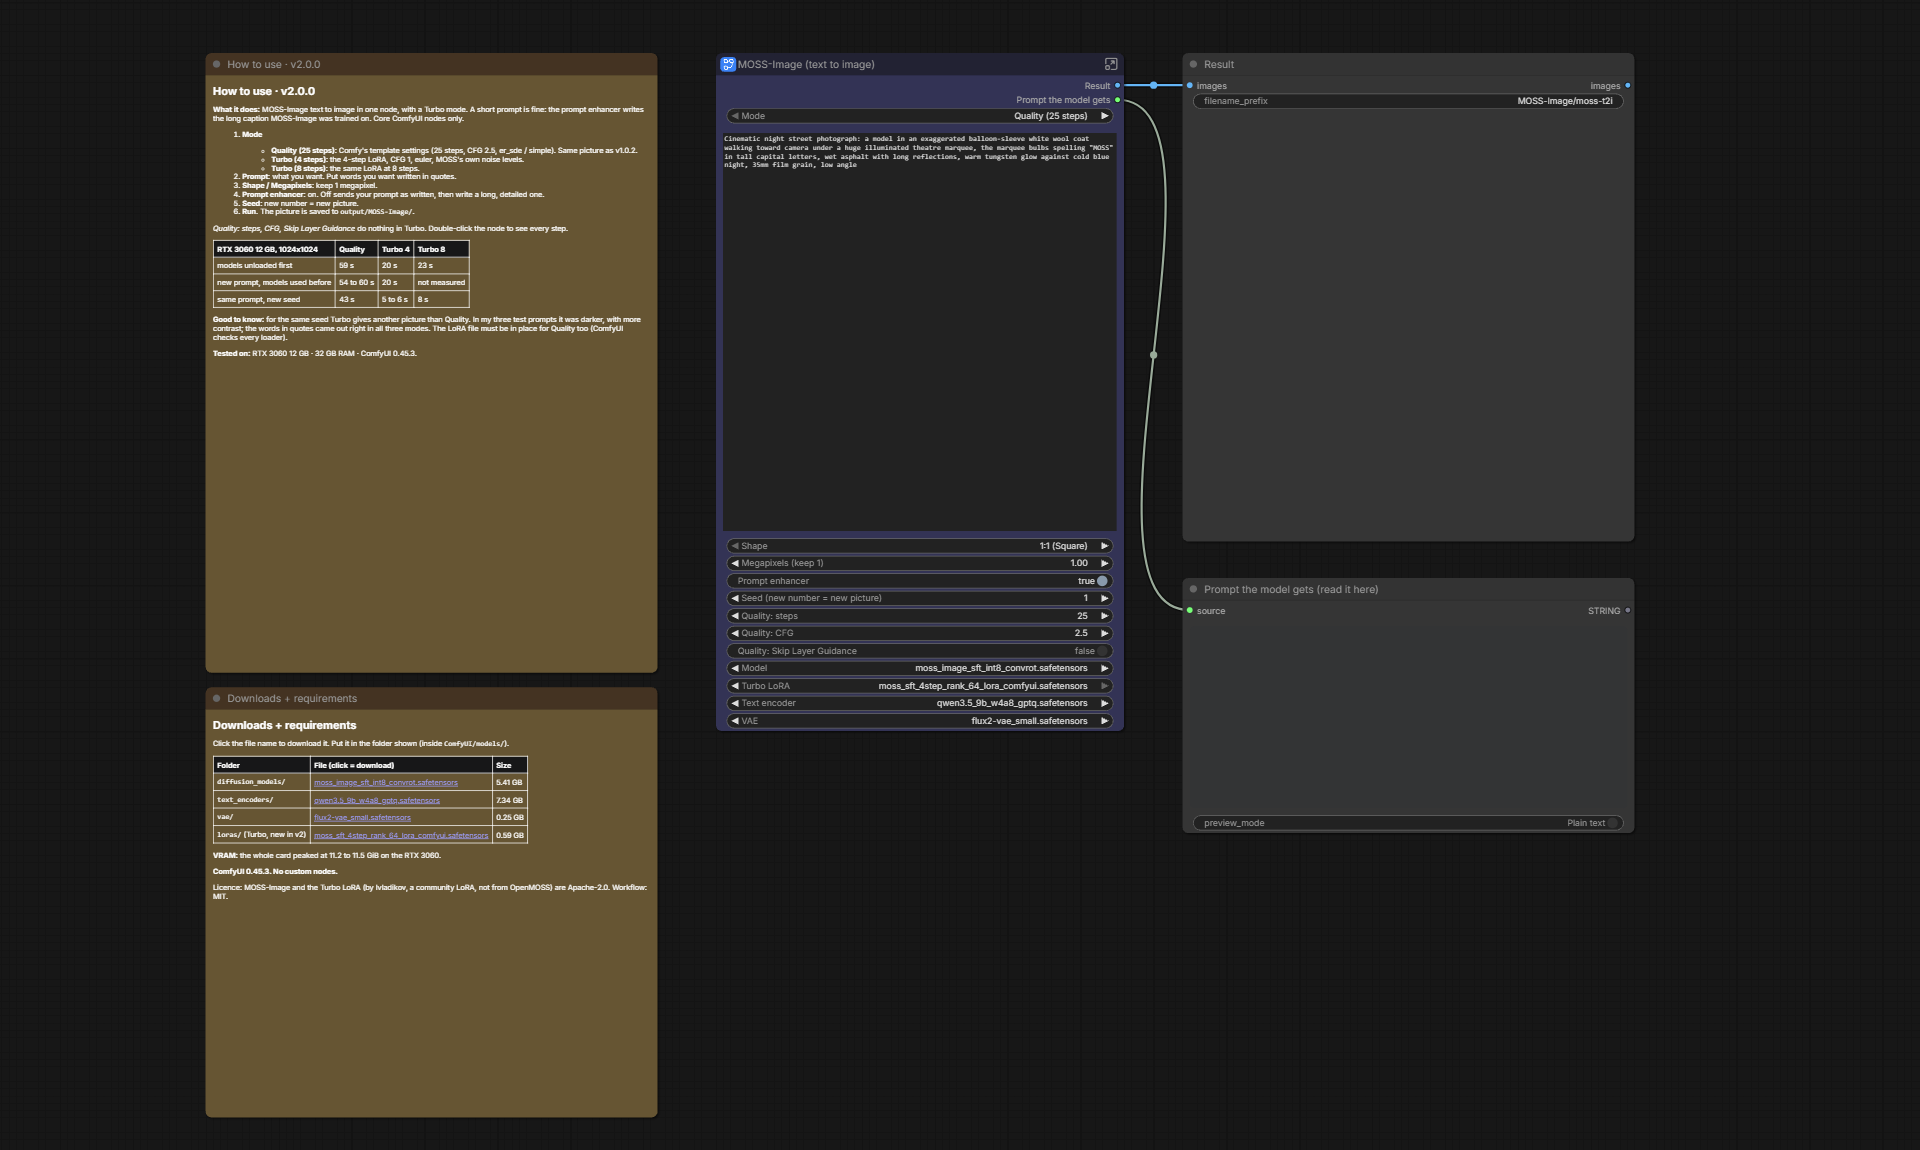 How to use · v2.0.0
How to use · v2.0.0
What it does: MOSS-Image text to image in one node, with a Turbo mode. A short prompt is fine: the prompt enhancer writes
the long caption MOSS-Image was trained on. Core ComfyUI nodes only.
1. Mode
Quality (25 steps): Comfy's template settings (25 steps, CFG 2.5, er_sde / simple). Same picture as v1.0.2.
Turbo (4 steps): the 4-step LoRA, CFG 1, euler, MOSS's own noise levels.
Turbo (8 steps): the same LoRA at 8 steps.
2. Prompt: what you want. Put words you want written in quotes.
3. Shape / Megapixels: keep 1 megapixel.
4. Prompt enhancer: on. Off sends your prompt as written, then write a long, detailed one.
5. Seed: new number = new picture.
6. Run. The picture is saved to output/MOSS-Image/.
Quality: steps, CFG, Skip Layer Guidance do nothing in Turbo. Double-click the node to see every step.
RTX 3060 12 GB, 1024x1024 Quality Turbo 4 Turbo 8
models unloaded first 59 s 20 s 23 s
new prompt, models used before 54 to 60 s 20 s not measured
same prompt, new seed 43 s 5 to 6 s 8 s
Good to know: for the same seed Turbo gives another picture than Quality. In my three test prompts it was darker, with more
contrast; the words in quotes came out right in all three modes. The LoRA file must be in place for Quality too (ComfyUI
checks every loader).
Tested on: RTX 3060 12 GB · 32 GB RAM · ComfyUI 0.45.3.
Downloads + requirements
Downloads + requirements
Click the file name to download it. Put it in the folder shown (inside ComfyUI/models/).
Folder File (click = download) Size
diffusion_models/ moss_image_sft_int8_convrot.safetensors 5.41 GB
text_encoders/ qwen3.5_9b_w4a8_gptq.safetensors 7.34 GB
vae/ flux2-vae_small.safetensors 0.25 GB
loras/ (Turbo, new in v2) moss_sft_4step_rank_64_lora_comfyui.safetensors 0.59 GB
VRAM: the whole card peaked at 11.2 to 11.5 GiB on the RTX 3060.
ComfyUI 0.45.3. No custom nodes.
Licence: MOSS-Image and the Turbo LoRA (by lvladikov, a community LoRA, not from OpenMOSS) are Apache-2.0. Workflow:
MIT.
MOSS-Image (text to image)
Result
Prompt the model gets
Mode Quality (25 steps)
Cinematic night street photograph: a model in an exaggerated balloon-sleeve white wool coat
walking toward camera under a huge illuminated theatre marquee, the marquee bulbs spelling "MOSS"
in tall capital letters, wet asphalt with long reflections, warm tungsten glow against cold blue
night, 35mm film grain, low angle
Shape 1:1 (Square)
Megapixels (keep 1) 1.00
Prompt enhancer true
Seed (new number = new picture) 1
Quality: steps 25
Quality: CFG 2.5
Quality: Skip Layer Guidance false
Model moss_image_sft_int8_convrot.safetensors
Turbo LoRA moss_sft_4step_rank_64_lora_comfyui.safetensors
Text encoder qwen3.5_9b_w4a8_gptq.safetensors
VAE flux2-vae_small.safetensors
Result
images images
filename_prefix MOSS-Image/moss-t2i
Prompt the model gets (read it here)
source STRING
preview_mode Plain text